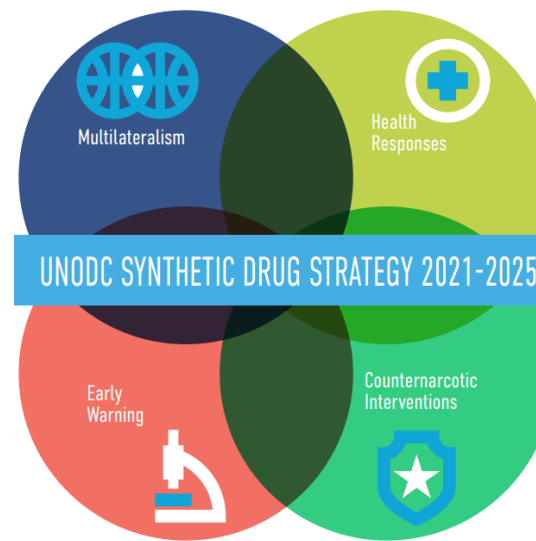 Multilateralism
Health
Responses
UNODC SYNTHETIC DRUG STRATEGY 2021-2025
Early
Warning
Counternarcotic
Interventions